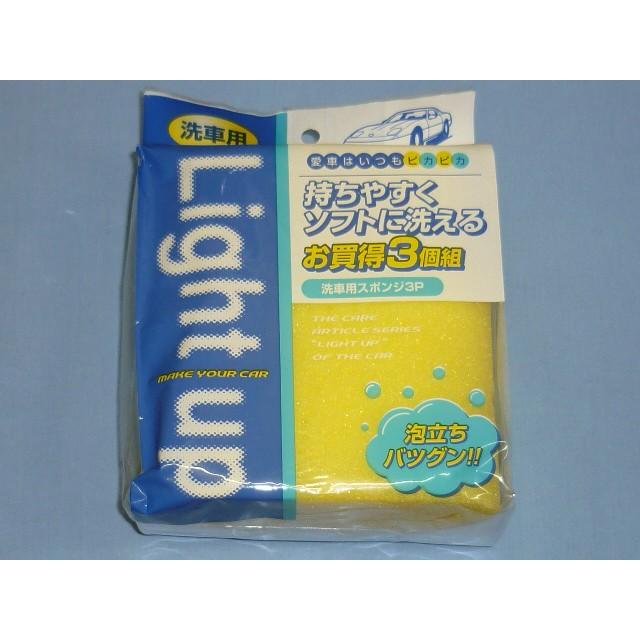 洗車用
Light up
MAKE YOUR CAR
愛車はいつもピカピカ
持ちやすく
ソフトに洗える
お買得3個組
洗車用スポンジ3P
THE CARE
ARTICLE SERIES
"LIGHT UP"
OF THE CAR
泡立ち
バツグン!!